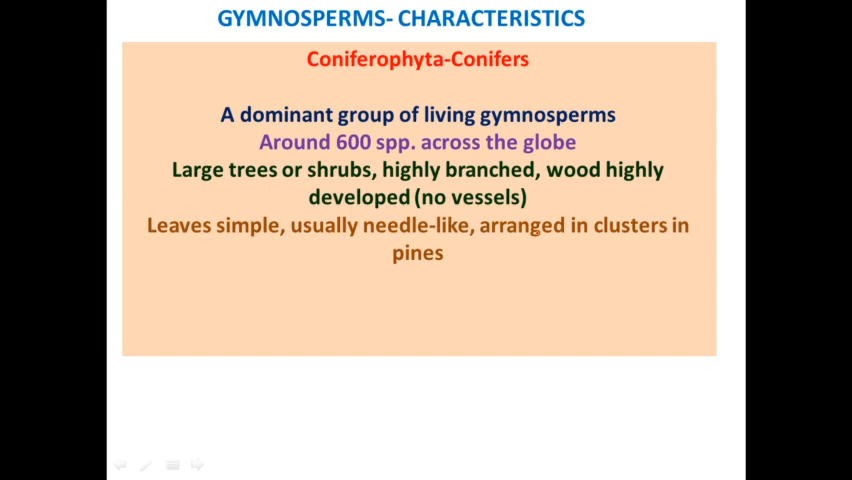 GYMNOSPERMS- CHARACTERISTICS
Coniferophyta-Conifers
A dominant group of living gymnosperms
Around 600 spp. across the globe
Large trees or shrubs, highly branched, wood highly
developed (no vessels)
Leaves simple, usually needle-like, arranged in clusters in
pines